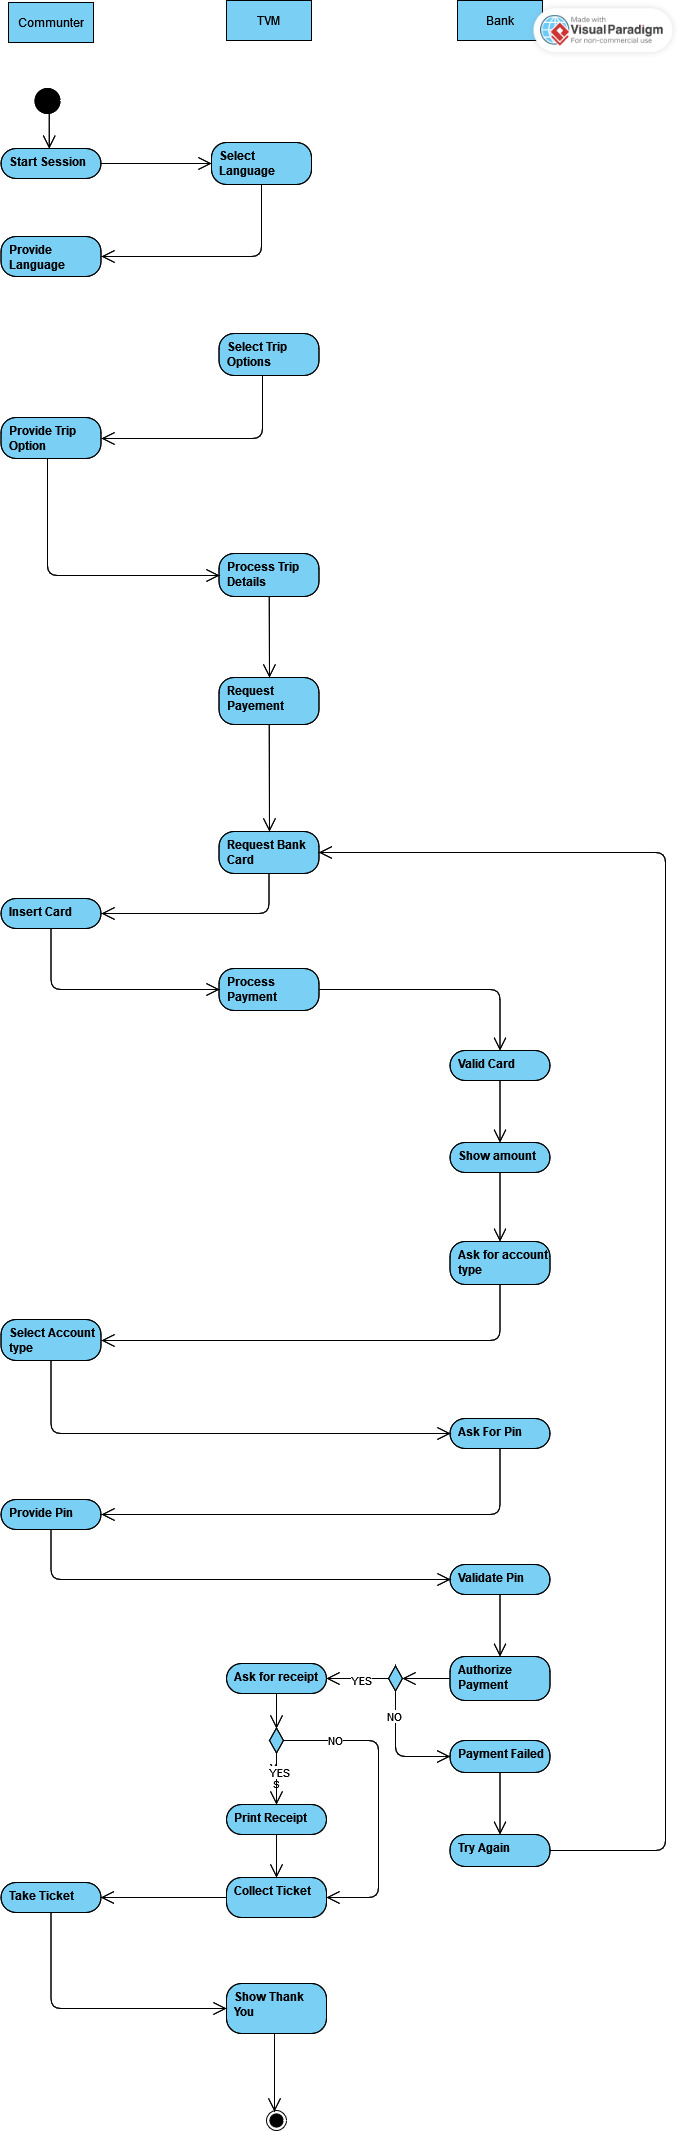 Communter
TVM
Bank
Made with
Visual Paradigm
For non-commercial use
Start Session
Select
Language
Provide
Language
Select Trip
Options
Provide Trip
Option
Process Trip
Details
Request
Payement
Request Bank
Card
Insert Card
Process
Payment
Valid Card
Show amount
Ask for account
type
Select Account
type
Ask For Pin
Provide Pin
Validate Pin
Authorize
Payment
YES
Ask for receipt
NO
Payment Failed
NO
YES
s
Print Receipt
Try Again
Collect Ticket
Take Ticket
Show Thank
You